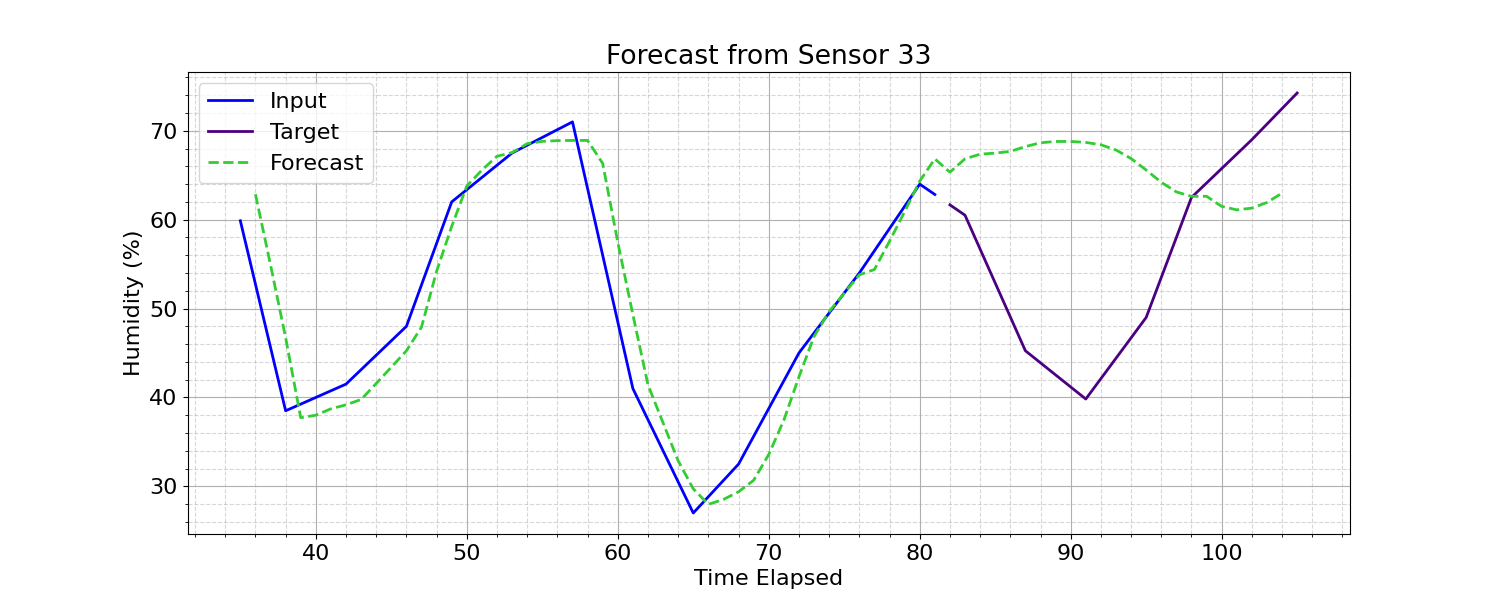 Forecast from Sensor 33
Input
Target
Forecast
70
60
50
40
30
Humidity (%)
40 50 60 70 80 90 100
Time Elapsed